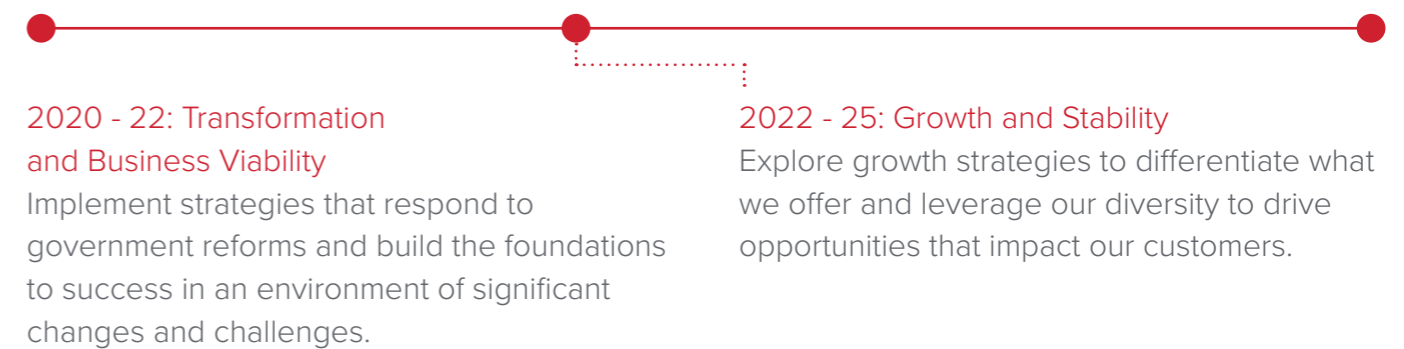 2020 - 22: Transformation
and Business Viability
Implement strategies that respond to
government reforms and build the foundations
to success in an environment of significant
changes and challenges.
2022 - 25: Growth and Stability
Explore growth strategies to differentiate what
we offer and leverage our diversity to drive
opportunities that impact our customers.